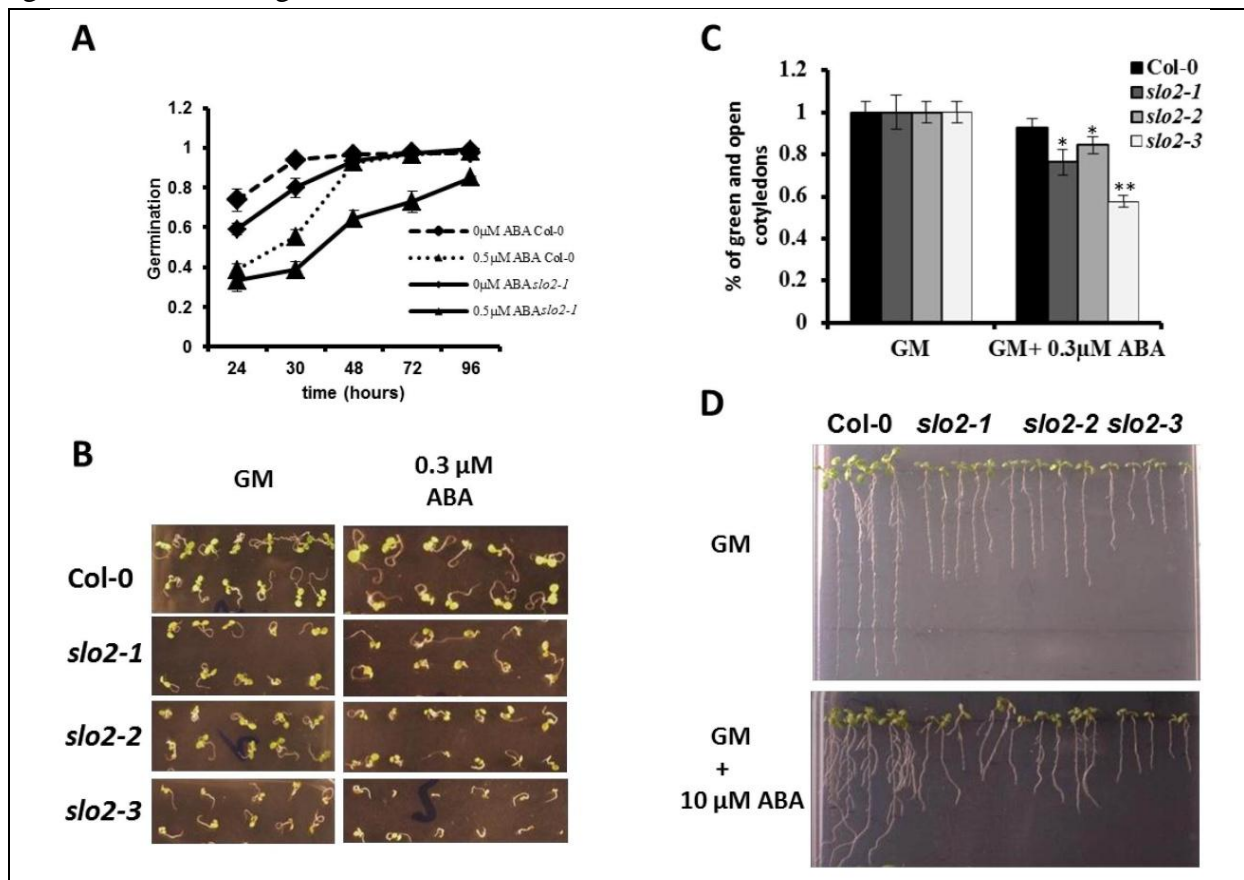 A
Germination
1.2
1
0.8
0.6
0.4
0.2
0
24 30 48 72 96
time (hours)
0μM ABA Col-0
0.5μM ABA Col-0
0μM ABA slo2-1
0.5μM ABA slo2-1
B
GM
0.3 μM
ABA
Col-0
slo2-1
slo2-2
slo2-3
C
% of green and open
cotyledons
1.2
1
0.8
0.6
0.4
0.2
0
Col-0
slo2-1
slo2-2
slo2-3
* * **
GM GM+ 0.3μM ABA
D
Col-0 slo2-1 slo2-2 slo2-3
GM
GM
+
10 μM ABA